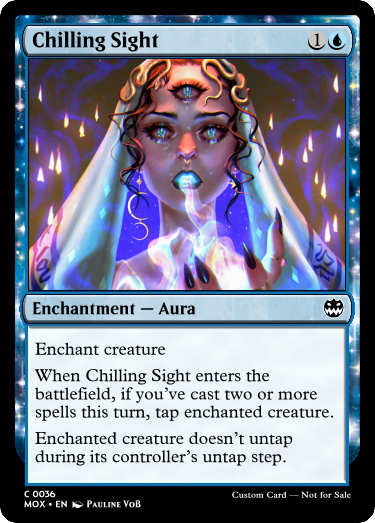 Chilling Sight 1
Enchantment — Aura
Enchant creature
When Chilling Sight enters the
battlefield, if you've cast two or more
spells this turn, tap enchanted creature.
Enchanted creature doesn't untap
during its controller's untap step.
C 0036
Custom Card — Not for Sale
MOX • EN Pauline VoB